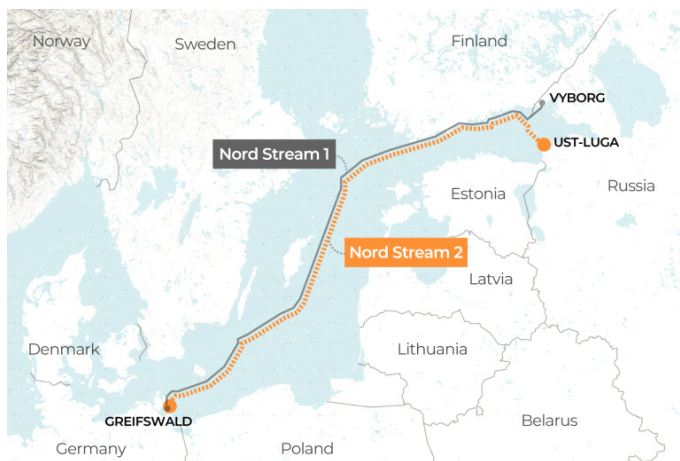 Norway
Sweden
Finland
VYBORG
UST-LUGA
Nord Stream 1
Russia
Estonia
Nord Stream 2
Latvia
Denmark
Lithuania
GREIFSWALD
Belarus
Germany
Poland